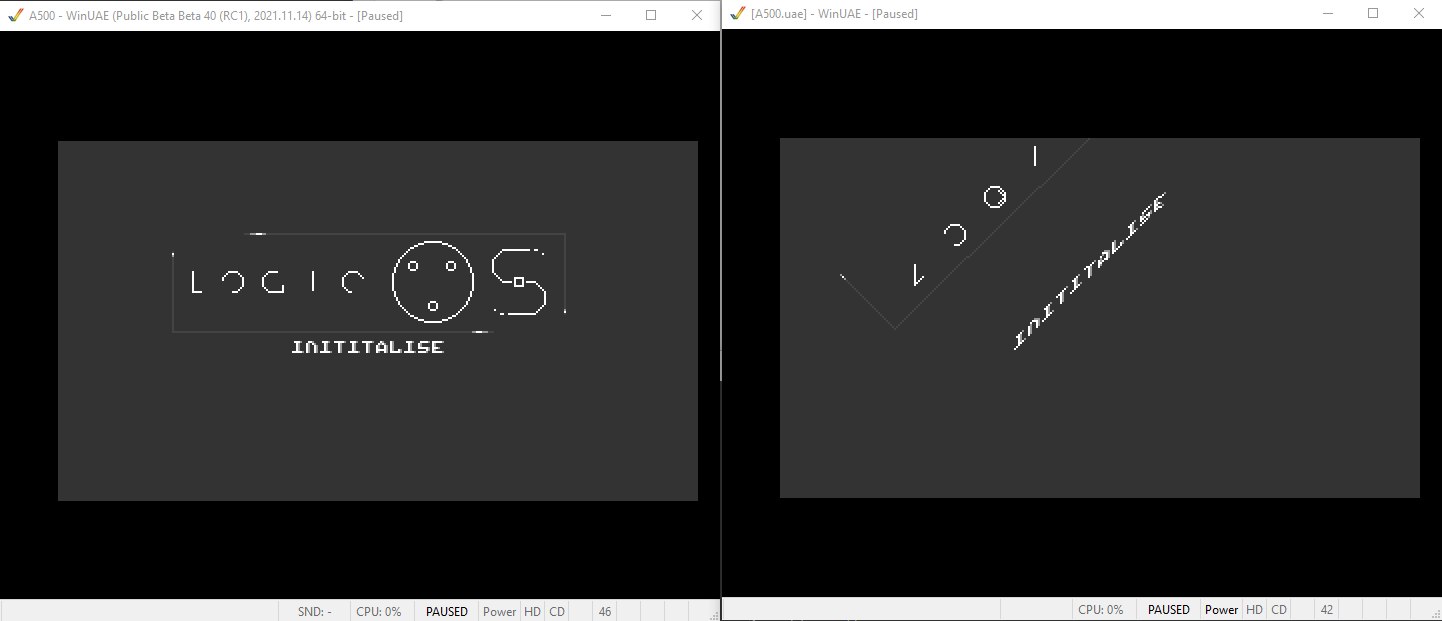 A500 - WinUAE (Public Beta Beta 40 (RC1), 2021.11.14) 64-bit - [Paused]
LOGIC OS
INITITALISE
SND: - CPU: 0% PAUSED Power HD CD 46
[A500.uae] - WinUAE - [Paused]
INITITALISE
CPU: 0% PAUSED Power HD CD 42